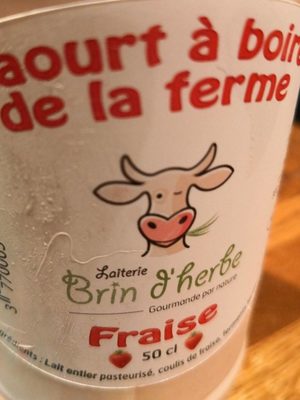 aourt à boire
de la ferme
Laiterie
Brin d'herbe
Gourmande par nature
Fraise
50 cl
Lait entier pasteurisé, coulis de fraise,